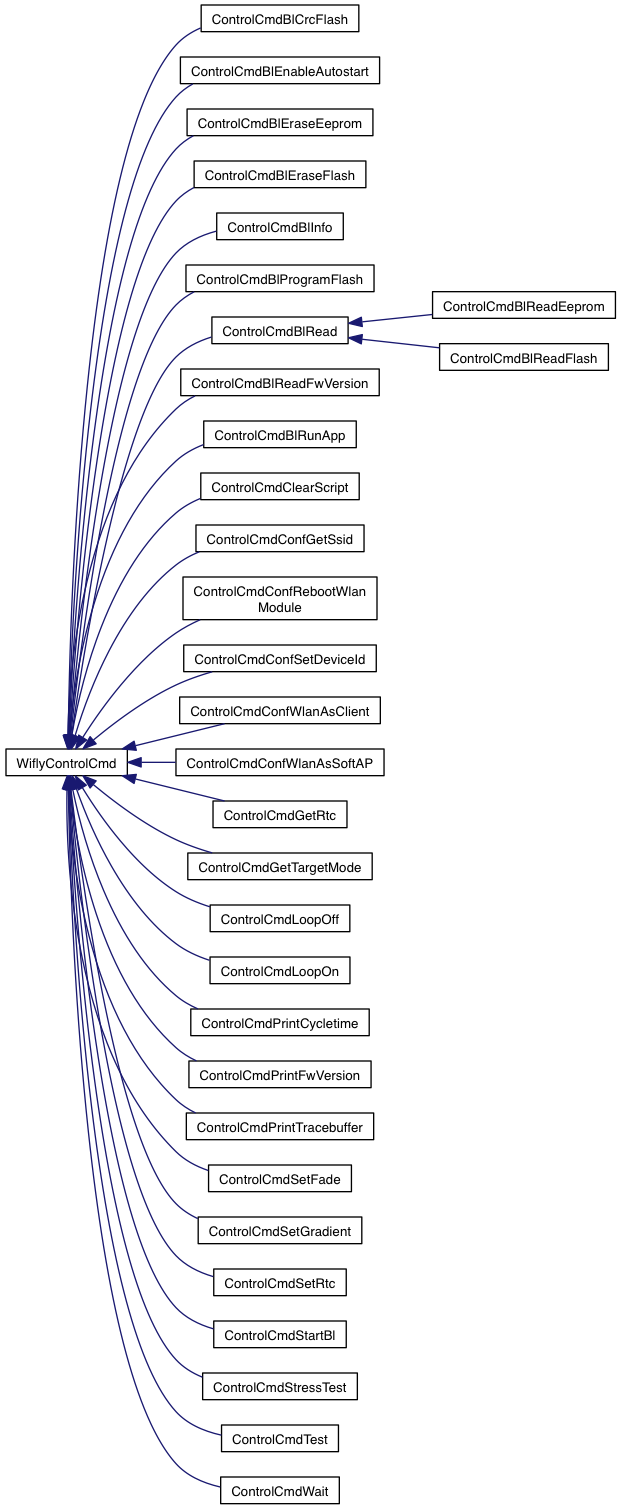 ControlCmdBlCrcFlash
ControlCmdBlEnableAutostart
ControlCmdBlEraseEeprom
ControlCmdBlEraseFlash
ControlCmdBlInfo
ControlCmdBlProgramFlash
ControlCmdBlReadEeprom
ControlCmdBlRead
ControlCmdBlReadFlash
ControlCmdBlReadFwVersion
ControlCmdBlRunApp
ControlCmdClearScript
ControlCmdConfGetSsid
ControlCmdConfRebootWlan
Module
ControlCmdConfSetDeviceId
ControlCmdConfWlanAsClient
WiflyControlCmd
ControlCmdConfWlanAsSoftAP
ControlCmdGetRtc
ControlCmdGetTargetMode
ControlCmdLoopOff
ControlCmdLoopOn
ControlCmdPrintCycletime
ControlCmdPrintFwVersion
ControlCmdPrintTracebuffer
ControlCmdSetFade
ControlCmdSetGradient
ControlCmdSetRtc
ControlCmdStartBl
ControlCmdStressTest
ControlCmdTest
ControlCmdWait